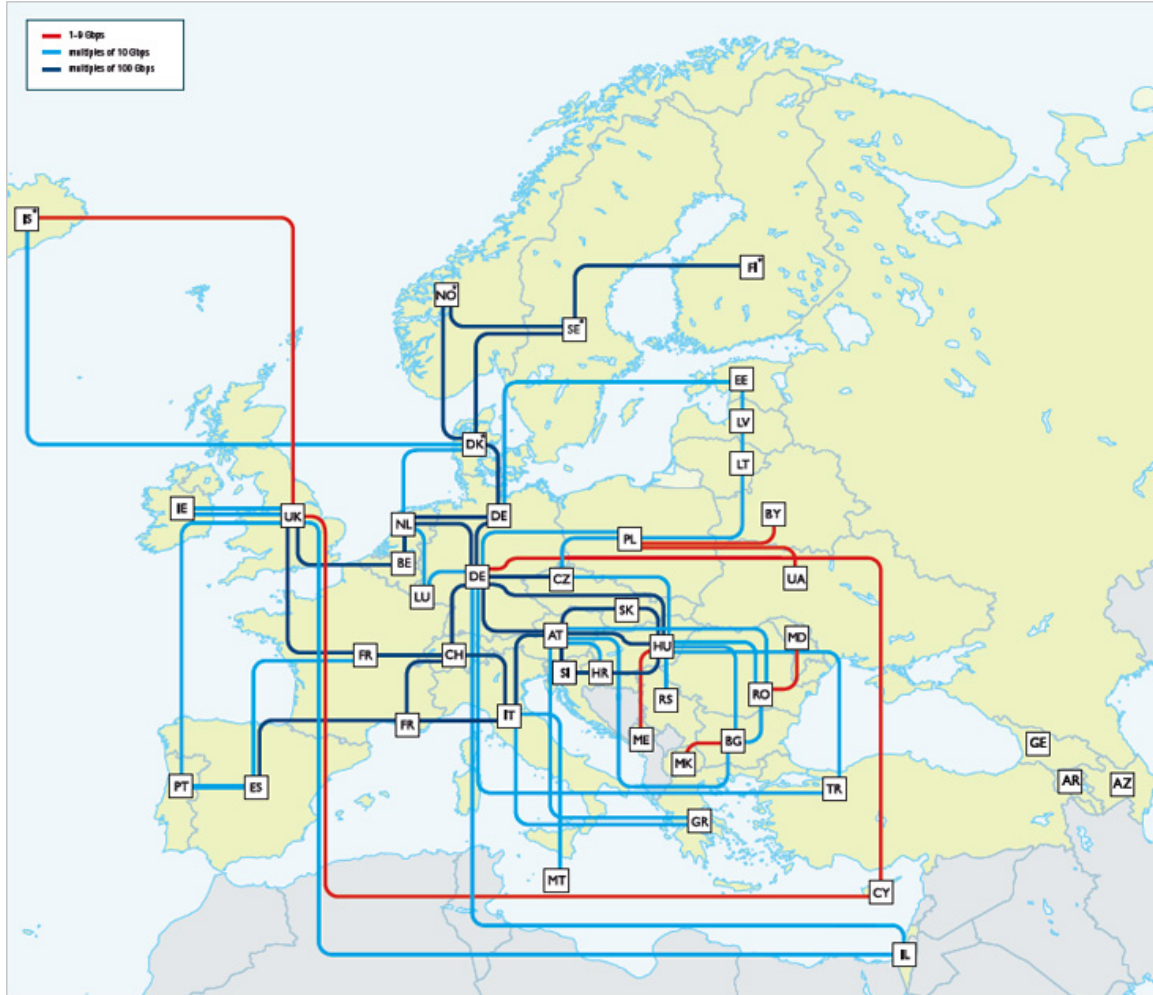 1-9 Gbps
multiples of 10 Gbps
multiples of 100 Gbps
IS*
FI*
NO*
SE*
EE
LV
DK*
LT
IE
UK
NL
DE
BY
PL
BE
DE
CZ
UA
LU
SK
AT
MD
HU
FR
CH
SI
HR
RS
RO
FR
IT
ME
BG
GE
MK
PT
ES
TR
AR
AZ
GR
MT
CY
IL